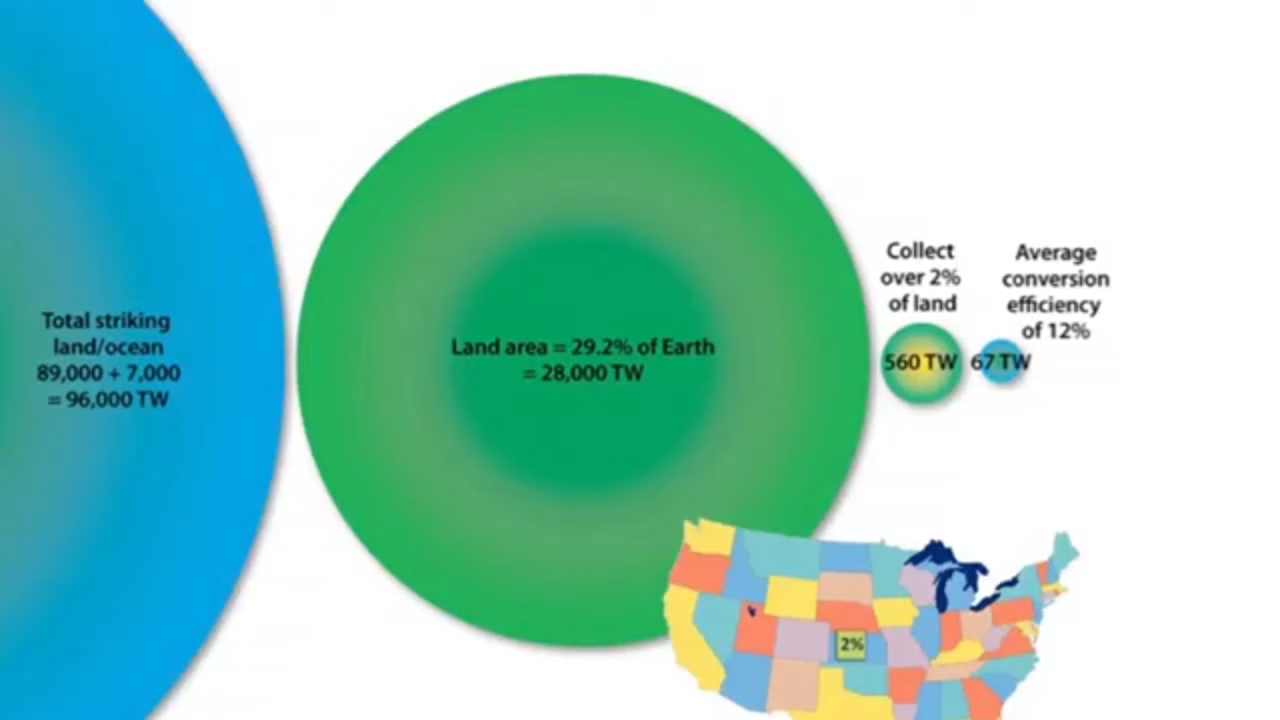 Total striking
land/ocean
89,000 + 7,000
= 96,000 TW
Land area = 29.2% of Earth
= 28,000 TW
Collect
over 2%
of land
560 TW
Average
conversion
efficiency
of 12%
67 TW
2%